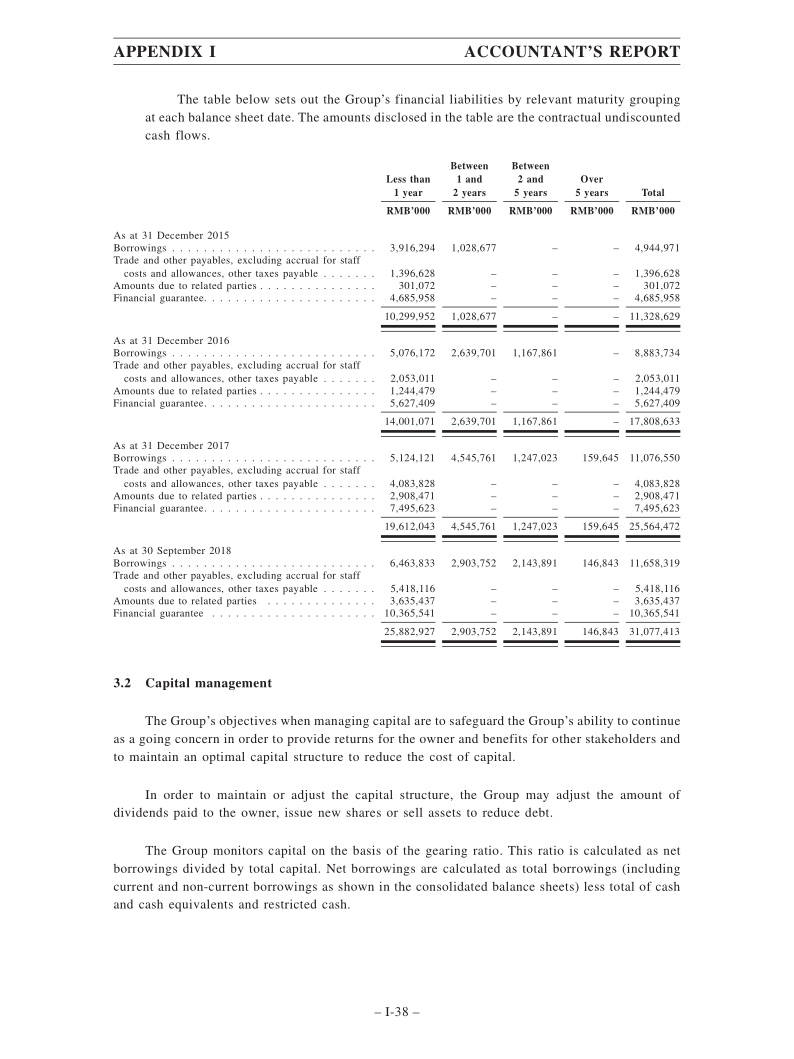 APPENDIX I ACCOUNTANT’S REPORT
The table below sets out the Group’s financial liabilities by relevant maturity grouping
at each balance sheet date. The amounts disclosed in the table are the contractual undiscounted
cash flows.
Less than 1 year Between 1 and 2 years Between 2 and 5 years Over 5 years Total
RMB’000 RMB’000 RMB’000 RMB’000 RMB’000
As at 31 December 2015
Borrowings . . . . . . . . . . . . . . . . . . . . . . . . . . 3,916,294 1,028,677 – – 4,944,971
Trade and other payables, excluding accrual for staff
costs and allowances, other taxes payable . . . . . . . 1,396,628 – – – 1,396,628
Amounts due to related parties . . . . . . . . . . . . . . . 301,072 – – – 301,072
Financial guarantee. . . . . . . . . . . . . . . . . . . . . . 4,685,958 – – – 4,685,958
10,299,952 1,028,677 – – 11,328,629
As at 31 December 2016
Borrowings . . . . . . . . . . . . . . . . . . . . . . . . . . 5,076,172 2,639,701 1,167,861 – 8,883,734
Trade and other payables, excluding accrual for staff
costs and allowances, other taxes payable . . . . . . . 2,053,011 – – – 2,053,011
Amounts due to related parties . . . . . . . . . . . . . . . 1,244,479 – – – 1,244,479
Financial guarantee. . . . . . . . . . . . . . . . . . . . . . 5,627,409 – – – 5,627,409
14,001,071 2,639,701 1,167,861 – 17,808,633
As at 31 December 2017
Borrowings . . . . . . . . . . . . . . . . . . . . . . . . . . 5,124,121 4,545,761 1,247,023 159,645 11,076,550
Trade and other payables, excluding accrual for staff
costs and allowances, other taxes payable . . . . . . . 4,083,828 – – – 4,083,828
Amounts due to related parties . . . . . . . . . . . . . . . 2,908,471 – – – 2,908,471
Financial guarantee. . . . . . . . . . . . . . . . . . . . . . 7,495,623 – – – 7,495,623
19,612,043 4,545,761 1,247,023 159,645 25,564,472
As at 30 September 2018
Borrowings . . . . . . . . . . . . . . . . . . . . . . . . . . 6,463,833 2,903,752 2,143,891 146,843 11,658,319
Trade and other payables, excluding accrual for staff
costs and allowances, other taxes payable . . . . . . . 5,418,116 – – – 5,418,116
Amounts due to related parties . . . . . . . . . . . . . . 3,635,437 – – – 3,635,437
Financial guarantee . . . . . . . . . . . . . . . . . . . . . 10,365,541 – – – 10,365,541
25,882,927 2,903,752 2,143,891 146,843 31,077,413
3.2 Capital management
The Group’s objectives when managing capital are to safeguard the Group’s ability to continue
as a going concern in order to provide returns for the owner and benefits for other stakeholders and
to maintain an optimal capital structure to reduce the cost of capital.
In order to maintain or adjust the capital structure, the Group may adjust the amount of
dividends paid to the owner, issue new shares or sell assets to reduce debt.
The Group monitors capital on the basis of the gearing ratio. This ratio is calculated as net
borrowings divided by total capital. Net borrowings are calculated as total borrowings (including
current and non-current borrowings as shown in the consolidated balance sheets) less total of cash
and cash equivalents and restricted cash.
– I-38 –